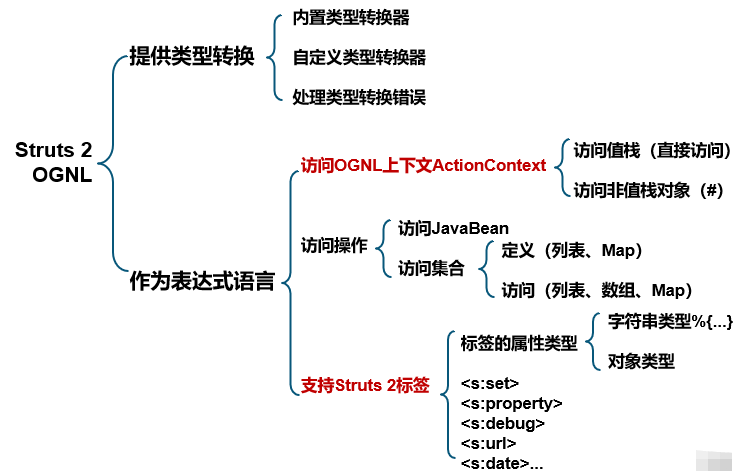 Struts 2
OGNL
提供类型转换
内置类型转换器
自定义类型转换器
处理类型转换错误
作为表达式语言
访问OGNL上下文ActionContext
访问值栈（直接访问）
访问非值栈对象（#）
访问操作
访问JavaBean
访问集合
定义（列表、Map）
访问（列表、数组、Map）
支持Struts 2标签
标签的属性类型
字符串类型%{...}
对象类型
<s:set>
<s:property>
<s:debug>
<s:url>
<s:date>...